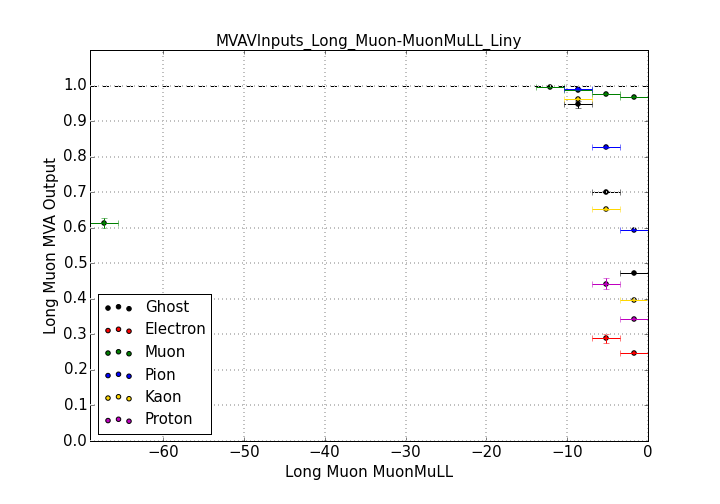 MVAVInputs_Long_Muon-MuonMuLL_Liny
1.0
0.9
0.8
0.7
0.6
0.5
0.4
0.3
0.2
0.1
0.0
Long Muon MVA Output
Ghost
Electron
Muon
Pion
Kaon
Proton
−60 −50 −40 −30 −20 −10 0
Long Muon MuonMuLL